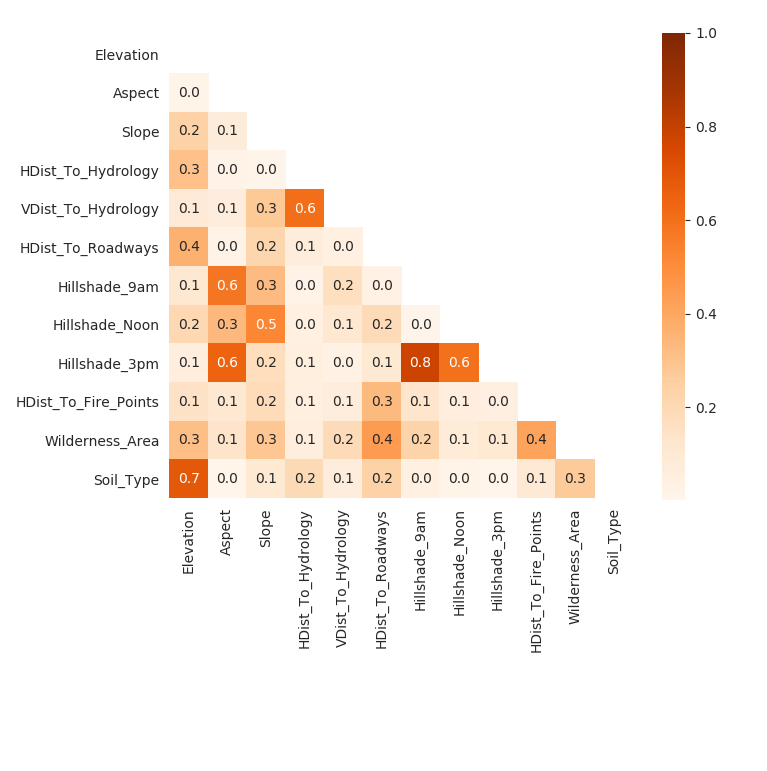 1.0
Elevation
Aspect 0.0
Slope 0.2 0.1
0.8
HDist_To_Hydrology 0.3 0.0 0.0
VDist_To_Hydrology 0.1 0.1 0.3 0.6
0.6
HDist_To_Roadways 0.4 0.0 0.2 0.1 0.0
Hillshade_9am 0.1 0.6 0.3 0.0 0.2 0.0
0.4
Hillshade_Noon 0.2 0.3 0.5 0.0 0.1 0.2 0.0
Hillshade_3pm 0.1 0.6 0.2 0.1 0.0 0.1 0.8 0.6
HDist_To_Fire_Points 0.1 0.1 0.2 0.1 0.1 0.3 0.1 0.1 0.0
0.2
Wilderness_Area 0.3 0.1 0.3 0.1 0.2 0.4 0.2 0.1 0.1 0.4
Soil_Type 0.7 0.0 0.1 0.2 0.1 0.2 0.0 0.0 0.0 0.1 0.3
Elevation
Aspect
Slope
HDist_To_Hydrology
VDist_To_Hydrology
HDist_To_Roadways
Hillshade_9am
Hillshade_Noon
Hillshade_3pm
HDist_To_Fire_Points
Wilderness_Area
Soil_Type